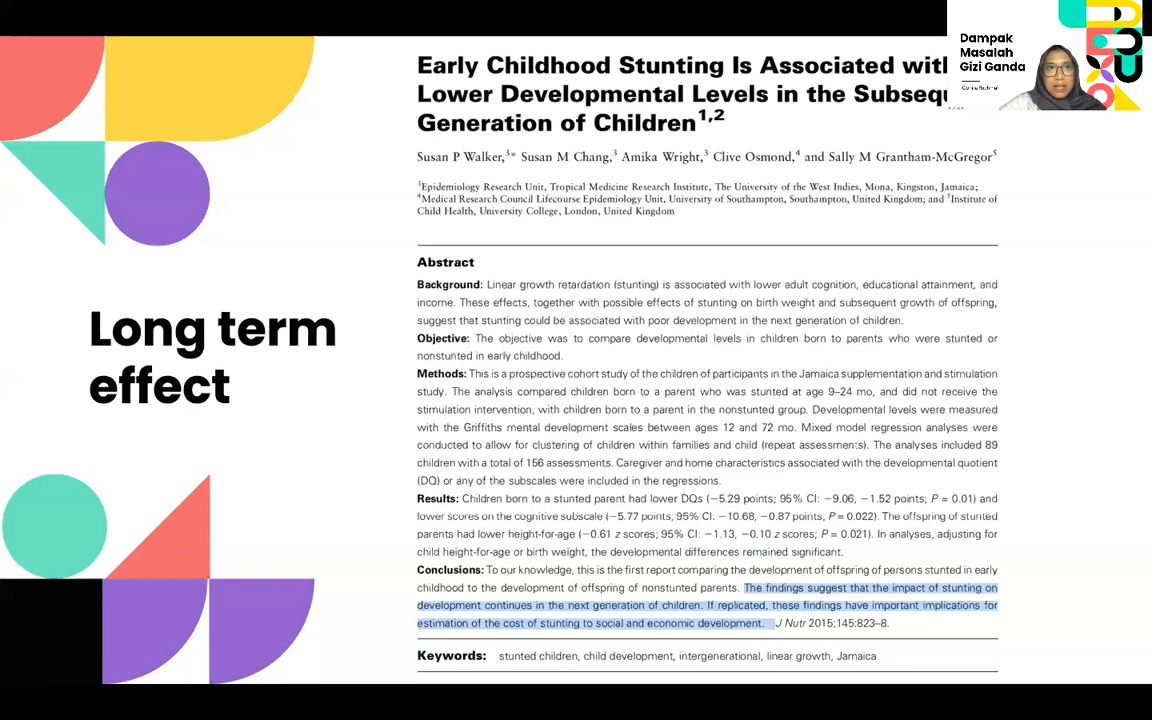 Early Childhood Stunting Is Associated with
Lower Developmental Levels in the Subsequ
Generation of Children1,2
Susan P Walker,3* Susan M Chang,3 Amika Wright,3 Clive Osmond,4 and Sally M Grantham-McGregor5
3Epidemiology Research Unit, Tropical Medicine Research Institute, The University of the West Indies, Mona, Kingston, Jamaica;
4Medical Research Council Lifecourse Epidemiology Unit, University of Southampton, Southampton, United Kingdom; and 5Institute of
Child Health, University College, London, United Kingdom
Abstract
Background: Linear growth retardation (stunting) is associated with lower adult cognition, educational attainment, and
income. These effects, together with possible effects of stunting on birth weight and subsequent growth of offspring,
suggest that stunting could be associated with poor development in the next generation of children.
Objective: The objective was to compare developmental levels in children born to parents who were stunted or
nonstunted in early childhood.
Methods: This is a prospective cohort study of the children of participants in the Jamaica supplementation and stimulation
study. The analysis compared children born to a parent who was stunted at age 9–24 mo, and did not receive the
stimulation intervention, with children born to a parent in the nonstunted group. Developmental levels were measured
with the Griffiths mental development scales between ages 12 and 72 mo. Mixed model regression analyses were
conducted to allow for clustering of children within families and child (repeat assessments). The analyses included 89
children with a total of 156 assessments. Caregiver and home characteristics associated with the developmental quotient
(DQ) or any of the subscales were included in the regressions.
Results: Children born to a stunted parent had lower DQs (−5.29 points; 95% CI: −9.06, −1.52 points; P = 0.01) and
lower scores on the cognitive subscale (−5.77 points; 95% CI: −10.68, −0.87 points; P = 0.022). The offspring of stunted
parents had lower height-for-age (−0.61 z scores; 95% CI: −1.13, −0.10 z scores; P = 0.021). In analyses, adjusting for
child height-for-age or birth weight, the developmental differences remained significant.
Conclusions: To our knowledge, this is the first report comparing the development of offspring of persons stunted in early
childhood to the development of offspring of nonstunted parents. The findings suggest that the impact of stunting on
development continues in the next generation of children. If replicated, these findings have important implications for
estimation of the cost of stunting to social and economic development. J Nutr 2015;145:823–8.
Keywords: stunted children, child development, intergenerational, linear growth, Jamaica
Long term
effect
Dampak
Masalah
Gizi Ganda